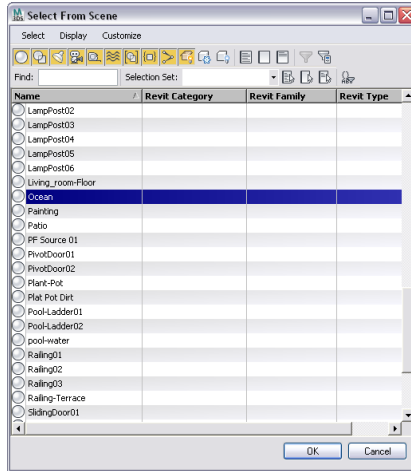 Select From Scene
Select Display Customize
Find: Selection Set:
Name Revit Category Revit Family Revit Type
LampPost02
LampPost03
LampPost04
LampPost05
LampPost06
Living_room-Floor
Ocean
Painting
Patio
PF Source 01
PivotDoor01
PivotDoor02
Plant-Pot
Plat Pot Dirt
Pool-Ladder01
Pool-Ladder02
pool-water
Railing01
Railing02
Railing03
Railing-Terrace
SlidingDoor01
OK Cancel